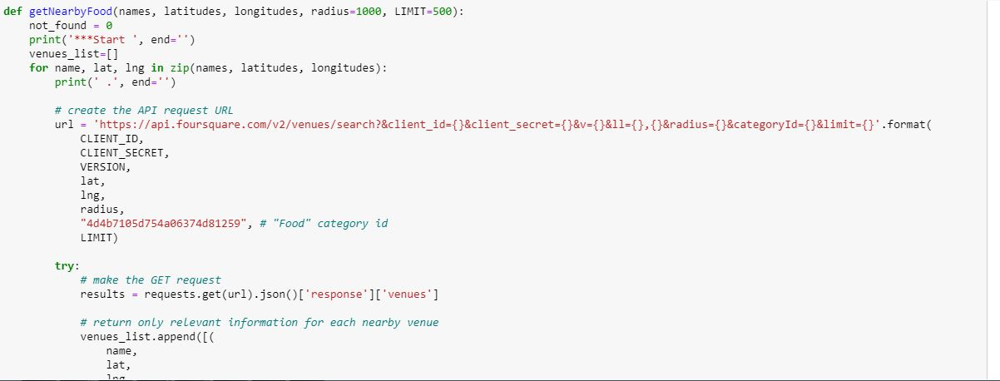 def getNearbyFood(names, latitudes, longitudes, radius=1000, LIMIT=500):
    not_found = 0
    print('***Start ', end='')
    venues_list=[]
    for name, lat, lng in zip(names, latitudes, longitudes):
        print(' .', end='')

        # create the API request URL
        url = 'https://api.foursquare.com/v2/venues/search?&client_id={}&client_secret={}&v={}&ll={},{}&radius={}&categoryId={}&limit={}'.format(
            CLIENT_ID,
            CLIENT_SECRET,
            VERSION,
            lat,
            lng,
            radius,
            "4d4b7105d754a06374d81259", # "Food" category id
            LIMIT)

        try:
            # make the GET request
            results = requests.get(url).json()['response']['venues']

            # return only relevant information for each nearby venue
            venues_list.append([(
                name,
                lat,
                lng